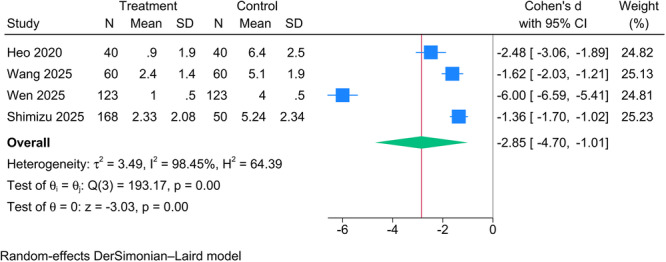 Treatment Control Cohen's d Weight
Study N Mean SD N Mean SD with 95% CI (%)
Heo 2020 40 .9 1.9 40 6.4 2.5 -2.48 [ -3.06, -1.89] 24.82
Wang 2025 60 2.4 1.4 60 5.1 1.9 -1.62 [ -2.03, -1.21] 25.13
Wen 2025 123 1 .5 123 4 .5 -6.00 [ -6.59, -5.41] 24.81
Shimizu 2025 168 2.33 2.08 50 5.24 2.34 -1.36 [ -1.70, -1.02] 25.23
Overall -2.85 [ -4.70, -1.01]
Heterogeneity: τ² = 3.49, I² = 98.45%, H² = 64.39
Test of θᵢ = θⱼ: Q(3) = 193.17, p = 0.00
Test of θ = 0: z = -3.03, p = 0.00
-6 -4 -2 0
Random-effects DerSimonian–Laird model